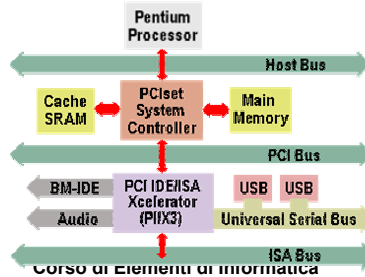 Pentium
Processor
Host Bus
Cache
SRAM
PCIset
System
Controller
Main
Memory
PCI Bus
BM-IDE
Audio
PCI IDE/ISA
Xcelerator
(PIIX3)
USB
USB
Universal Serial Bus
ISA Bus
Corso di Elementi di Informatica